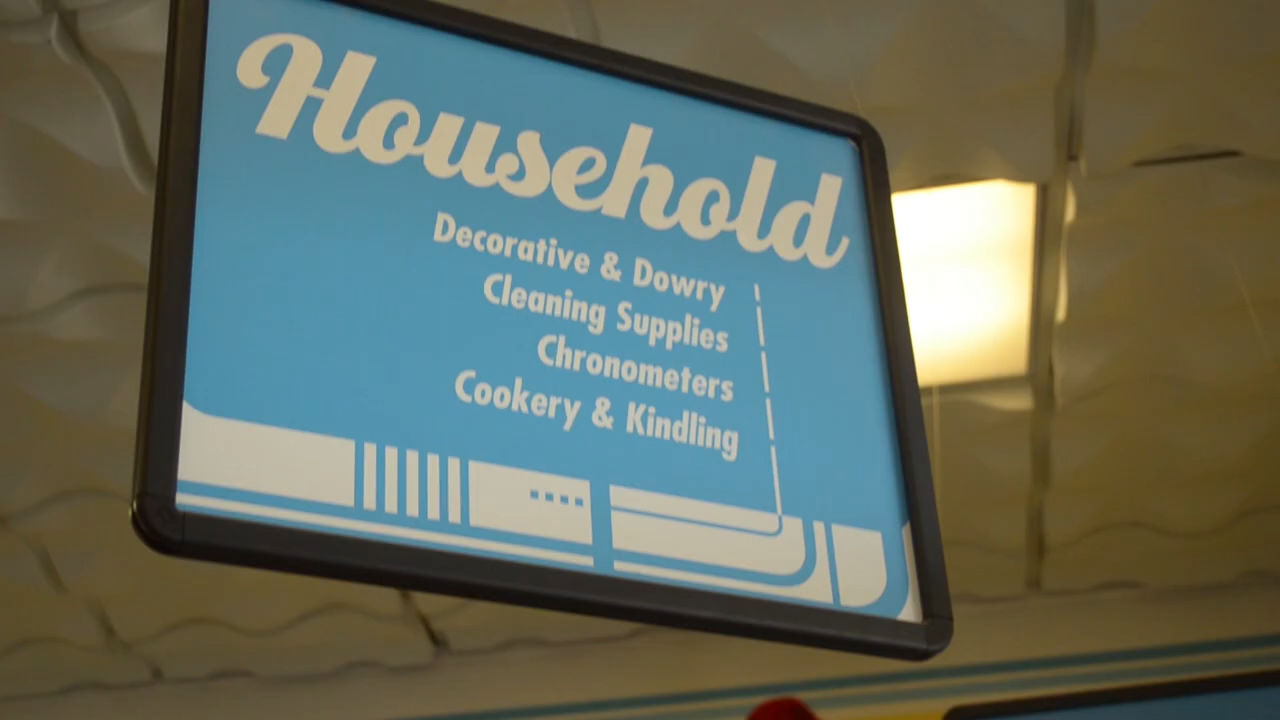 Household
Decorative & Dowry
Cleaning Supplies
Chronometers
Cookery & Kindling